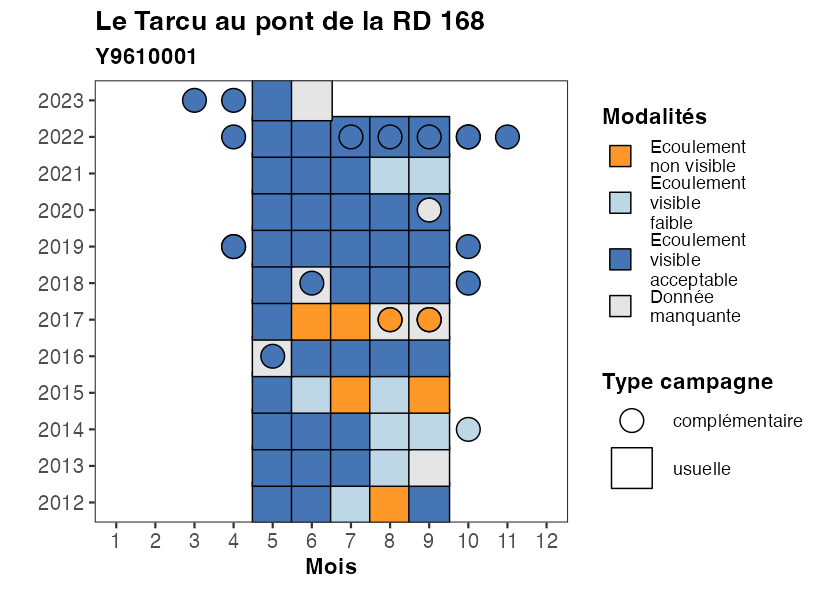 Le Tarcu au pont de la RD 168
Y9610001
2023
2022
2021
2020
2019
2018
2017
2016
2015
2014
2013
2012
1 2 3 4 5 6 7 8 9 10 11 12
Mois
Modalités
Ecoulement
non visible
Ecoulement
visible
faible
Ecoulement
visible
acceptable
Donnée
manquante
Type campagne
complémentaire
usuelle